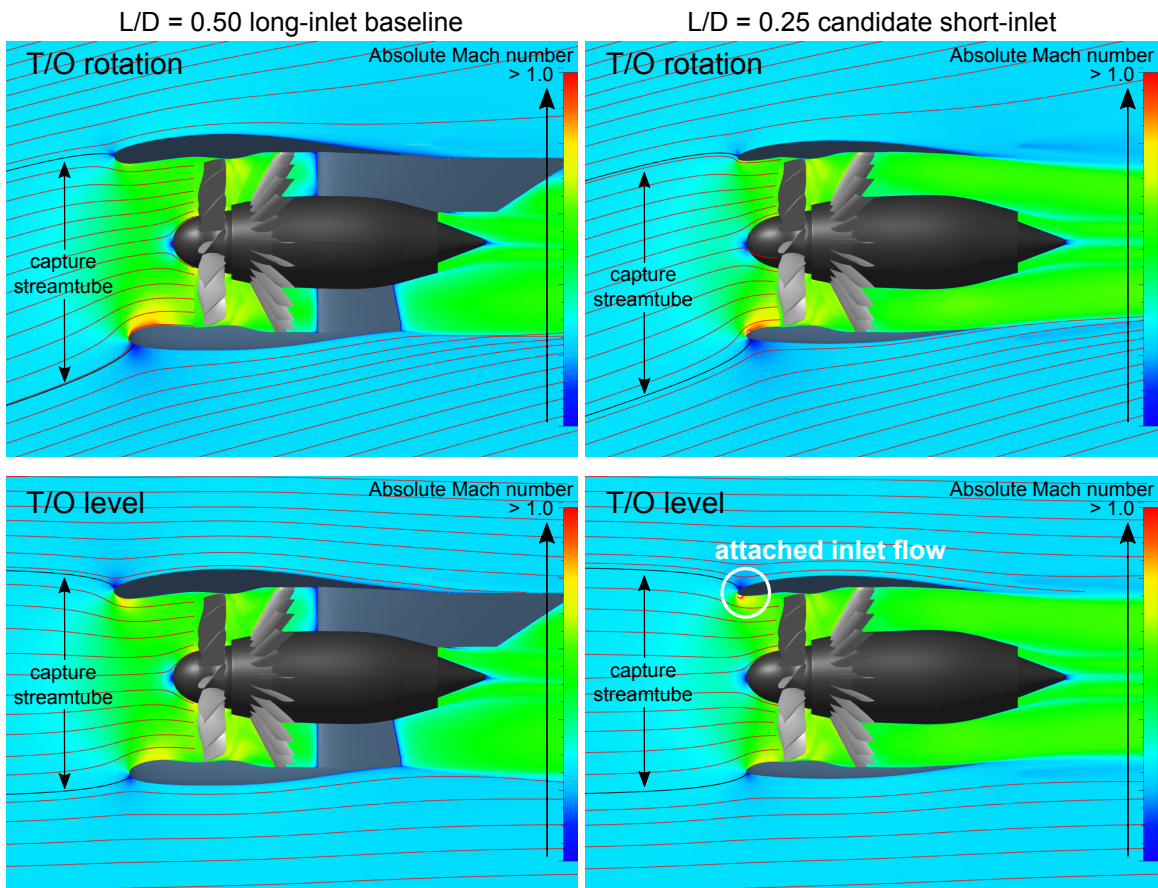 L/D = 0.50 long-inlet baseline
L/D = 0.25 candidate short-inlet
T/O rotation
Absolute Mach number
> 1.0
capture
streamtube
T/O rotation
Absolute Mach number
> 1.0
capture
streamtube
T/O level
Absolute Mach number
> 1.0
capture
streamtube
T/O level
Absolute Mach number
> 1.0
attached inlet flow
capture
streamtube